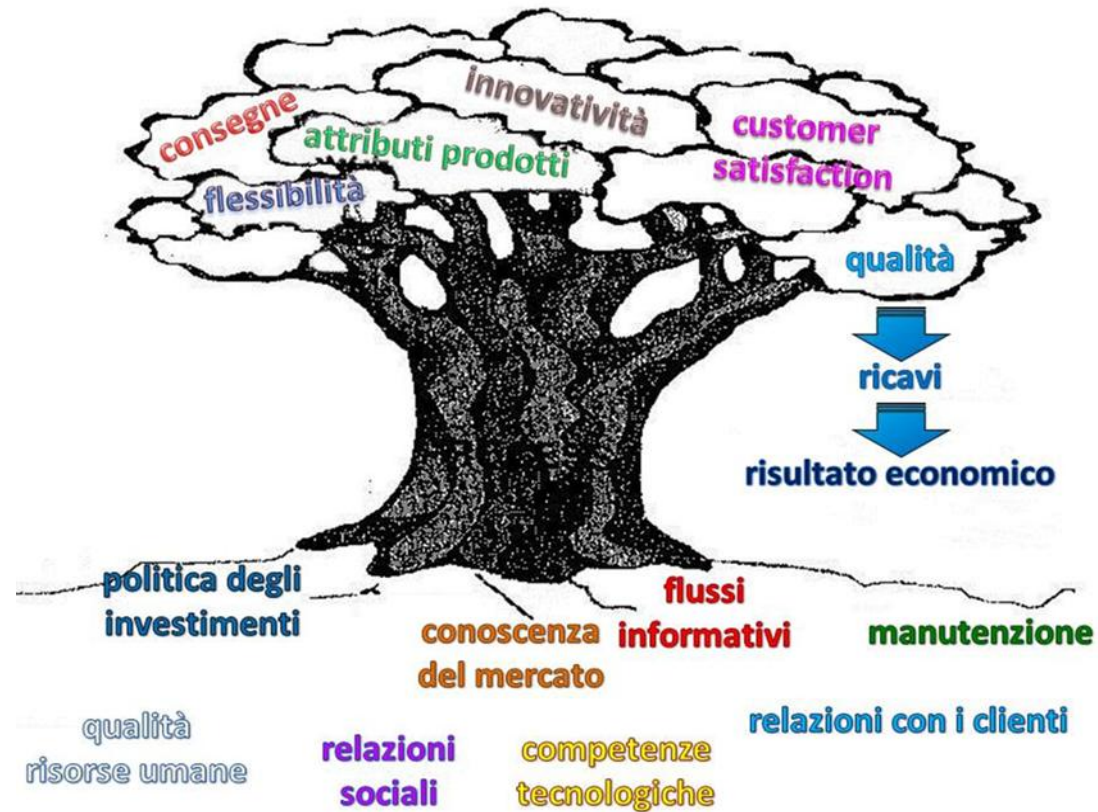 innovatività
consegne
customer
satisfaction
attributi prodotti
flessibilità
qualità
ricavi
risultato economico
politica degli
investimenti
conoscenza
del mercato
flussi
informativi
manutenzione
qualità
risorse umane
relazioni
sociali
competenze
tecnologiche
relazioni con i clienti